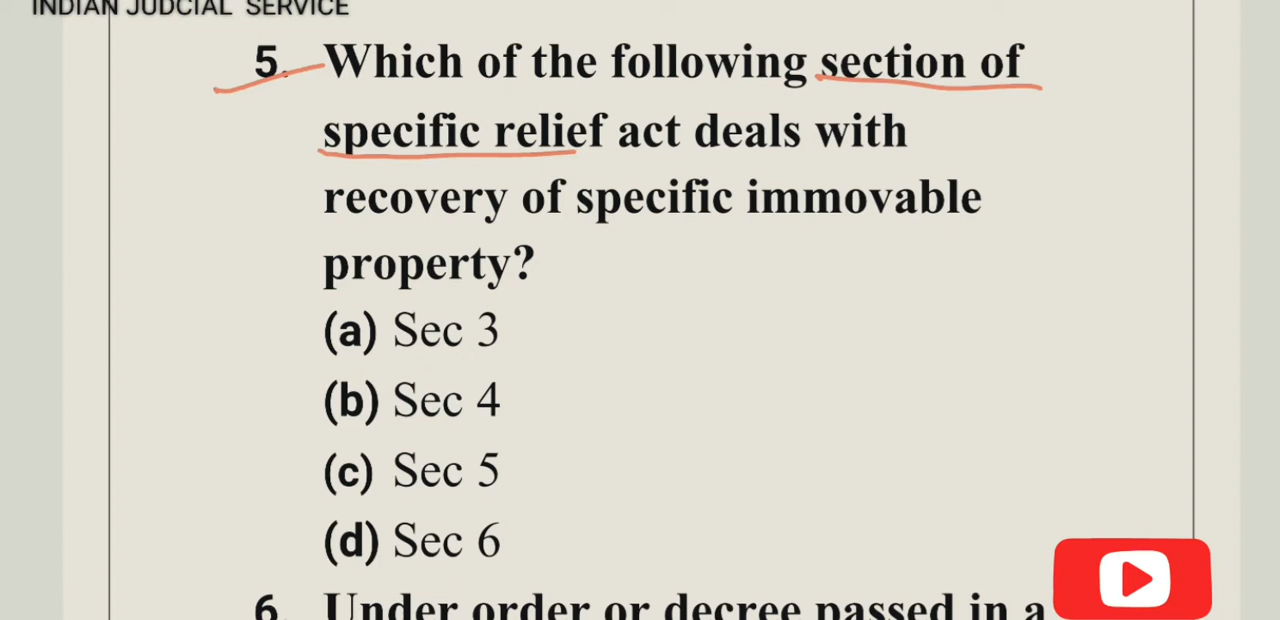 INDIAN JUDCIAL SERVICE
5. Which of the following section of
specific relief act deals with
recovery of specific immovable
property?
(a) Sec 3
(b) Sec 4
(c) Sec 5
(d) Sec 6
6. Under order or decree passed in a